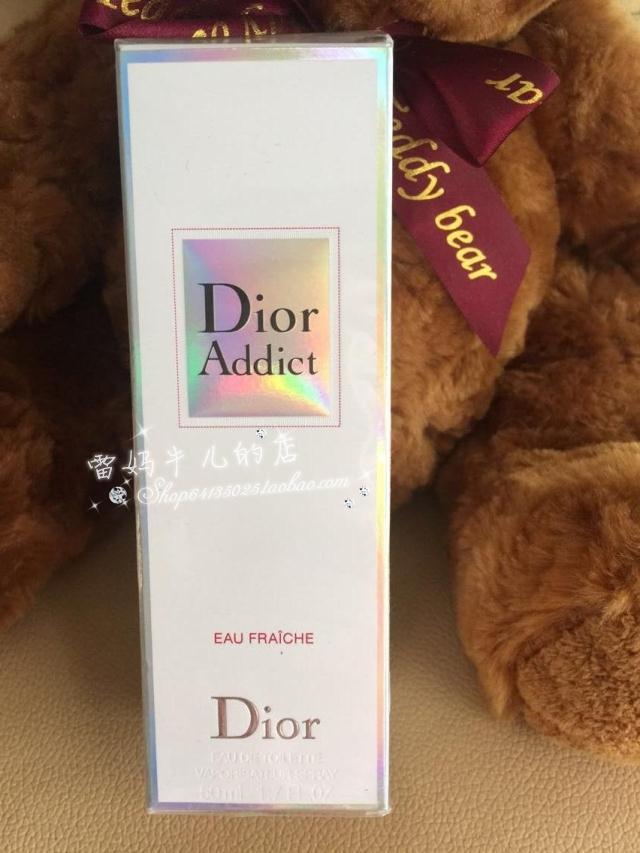 Teddy bear
ar
Dior
Addict
雷妈牛儿的店
Shop64135025.taobao.com
EAU FRAÎCHE
Dior
EAU DE TOILETTE
VAPORISATEUR SPRAY
50ml 1.7 FL.OZ